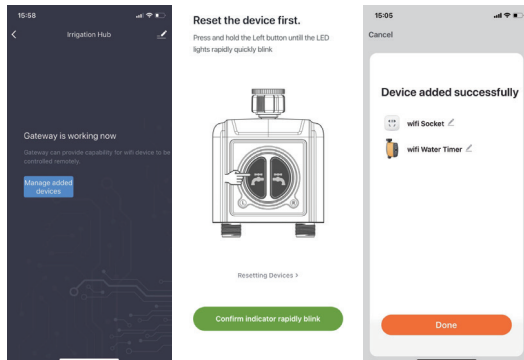 15:58
Irrigation Hub
Gateway is working now
Gateway can provide capability for wifi device to be
controlled remotely.
Manage added
devices
Reset the device first.
Press and hold the Left button untill the LED
lights rapidly quickly blink
Resetting Devices >
Confirm indicator rapidly blink
15:05
Cancel
Device added successfully
wifi Socket
wifi Water Timer
Done